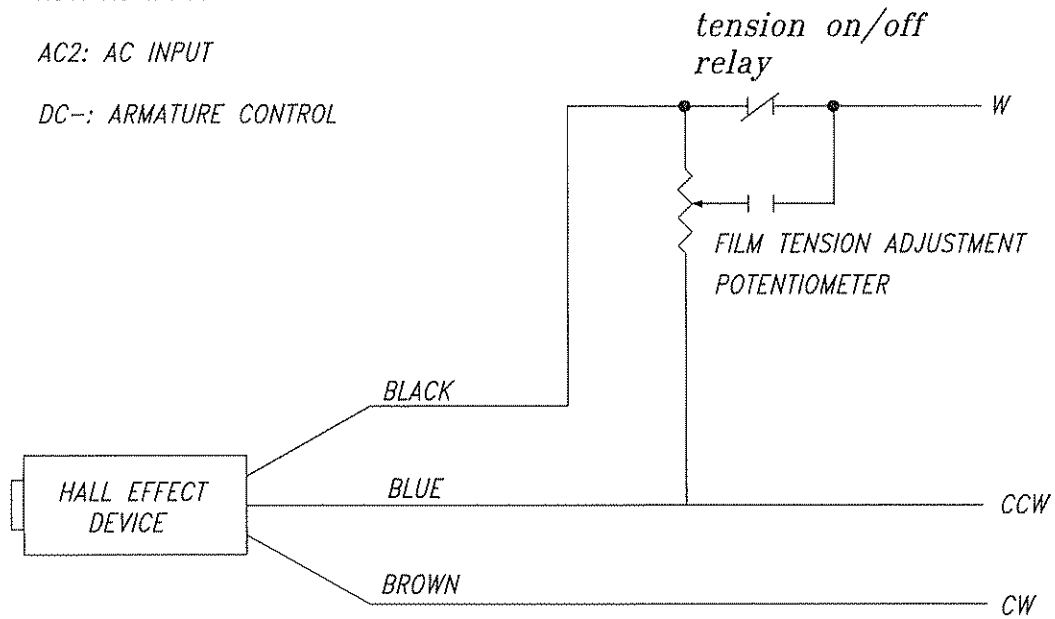 AC2: AC INPUT
DC-: ARMATURE CONTROL
tension on/off
relay
W
FILM TENSION ADJUSTMENT
POTENTIOMETER
BLACK
HALL EFFECT
DEVICE
BLUE
CCW
BROWN
CW